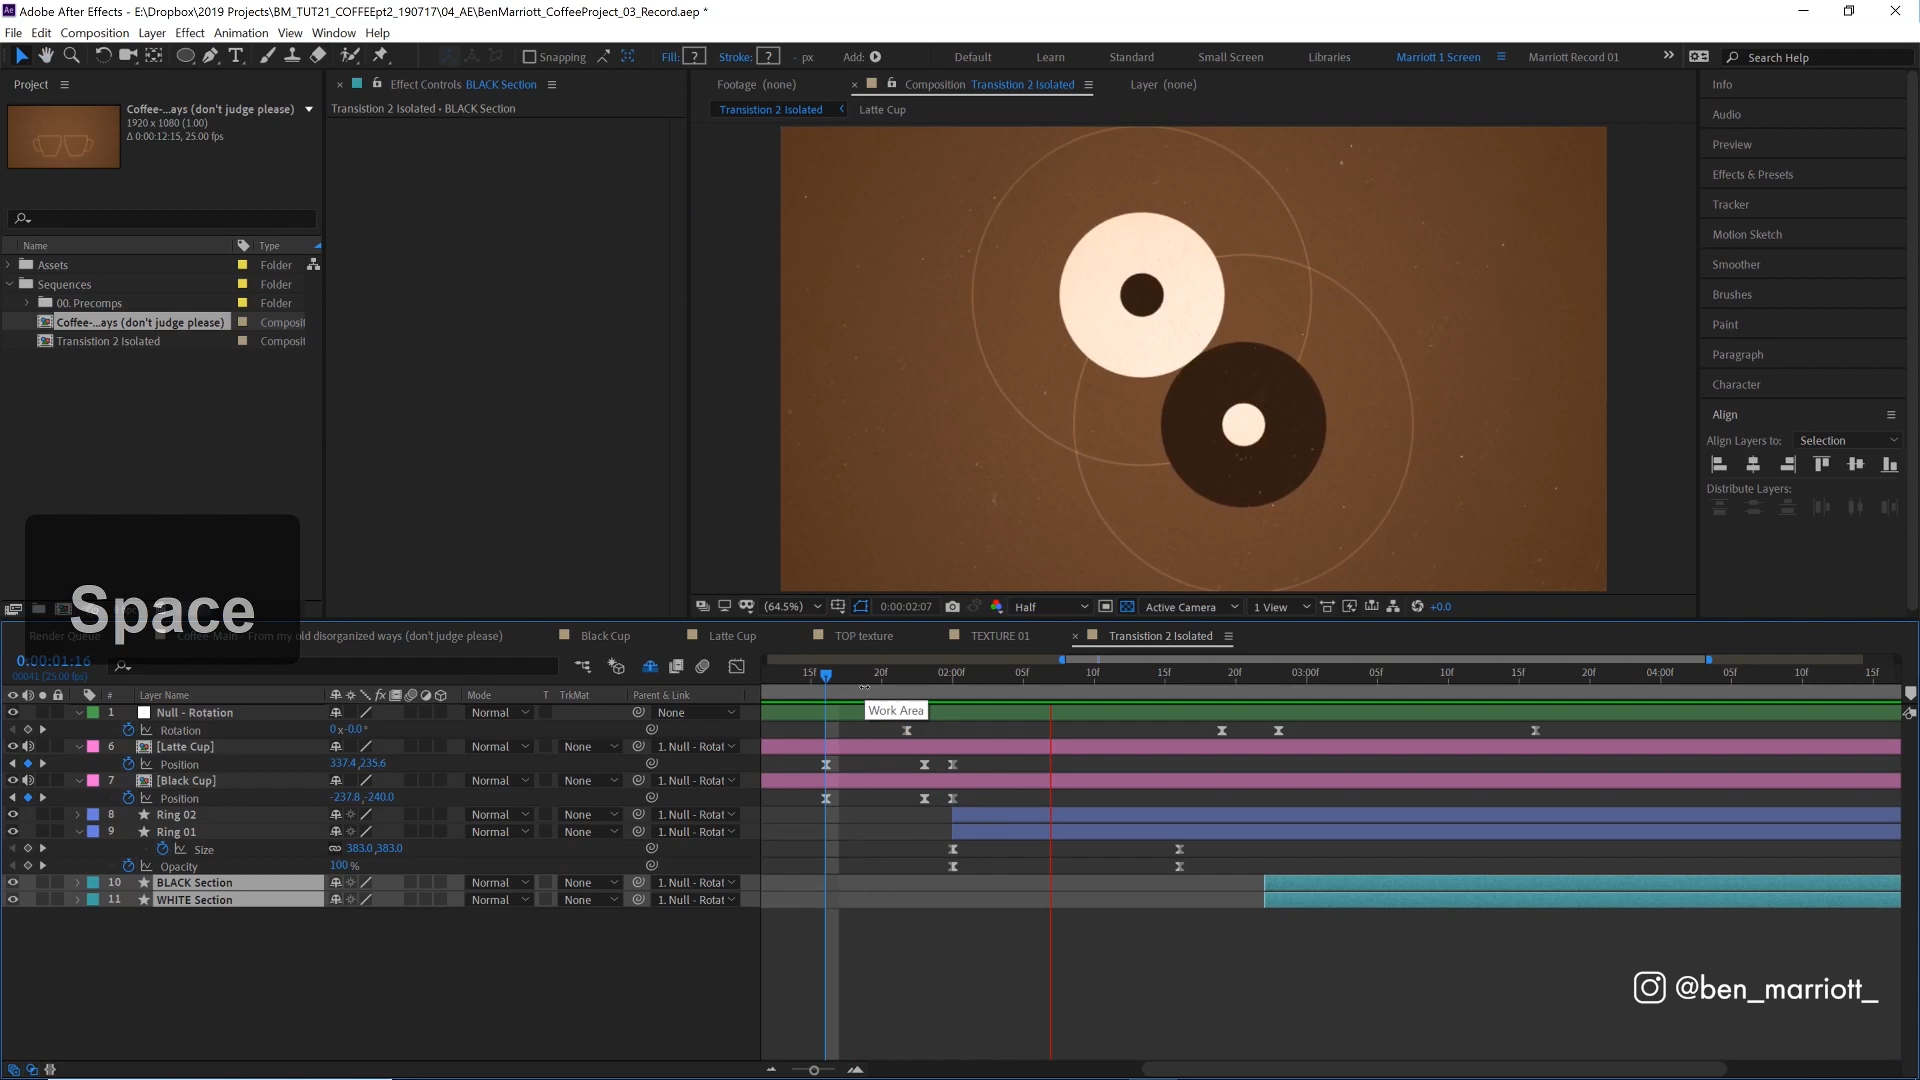 Adobe After Effects - E:\Dropbox\2019 Projects\BM_TUT21_COFFEEpt2_190717\04_AE\BenMarriott_CoffeeProject_03_Record.aep *
File Edit Composition Layer Effect Animation View Window Help
Snapping Fill: ? Stroke: ? - px Add: Default Learn Standard Small Screen Libraries Marriott 1 Screen Marriott Record 01 Search Help
Project Effect Controls BLACK Section Footage (none) Composition Transistion 2 Isolated Layer (none) Info
Coffee-...ays (don't judge please)
1920 x 1080 (1.00)
Δ 0:00:12:15, 25.00 fps
Transistion 2 Isolated • BLACK Section
Transistion 2 Isolated Latte Cup
Audio
Preview
Effects & Presets
Tracker
Motion Sketch
Smoother
Brushes
Paint
Paragraph
Character
Align
Align Layers to: Selection
Distribute Layers:
Name Type
Assets Folder
Sequences Folder
00. Precomps Folder
Coffee-...ays (don't judge please) Composit
Transistion 2 Isolated Composit
Space
(64.5%) 0:00:02:07 Half Active Camera 1 View +0.0
Render Queue Coffee-Main - From my old disorganized ways (don't judge please) Black Cup Latte Cup TOP texture TEXTURE 01 Transistion 2 Isolated
0:00:01:16
00041 (25.00 fps)
15f 20f 02:00f 05f 10f 15f 20f 03:00f 05f 10f 15f 20f 04:00f 05f 10f 15f
# Layer Name Mode T TrkMat Parent & Link
Work Area
1 Null - Rotation Normal None
Rotation 0x-0.0°
6 [Latte Cup] Normal None 1. Null - Rotat
Position 337.4,235.6
7 [Black Cup] Normal None 1. Null - Rotat
Position -237.8,-240.0
8 Ring 02 Normal None 1. Null - Rotat
9 Ring 01 Normal None 1. Null - Rotat
Size 383.0,383.0
Opacity 100%
10 BLACK Section Normal None 1. Null - Rotat
11 WHITE Section Normal None 1. Null - Rotat
@ben_marriott_